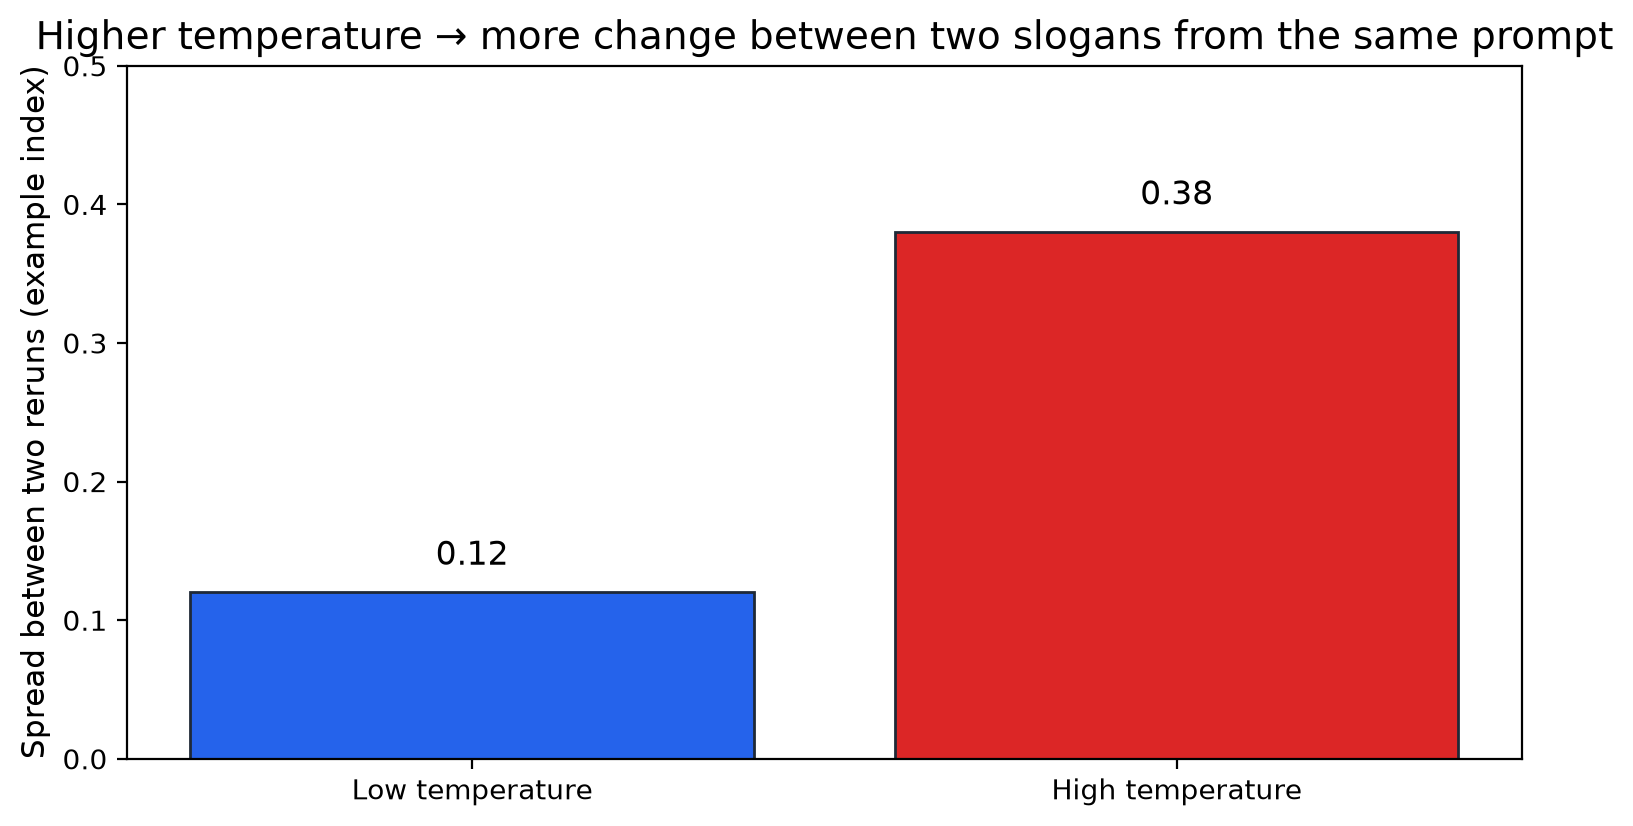 Higher temperature → more change between two slogans from the same prompt
Spread between two reruns (example index)
0.5
0.4
0.3
0.2
0.1
0.0
0.12
0.38
Low temperature
High temperature